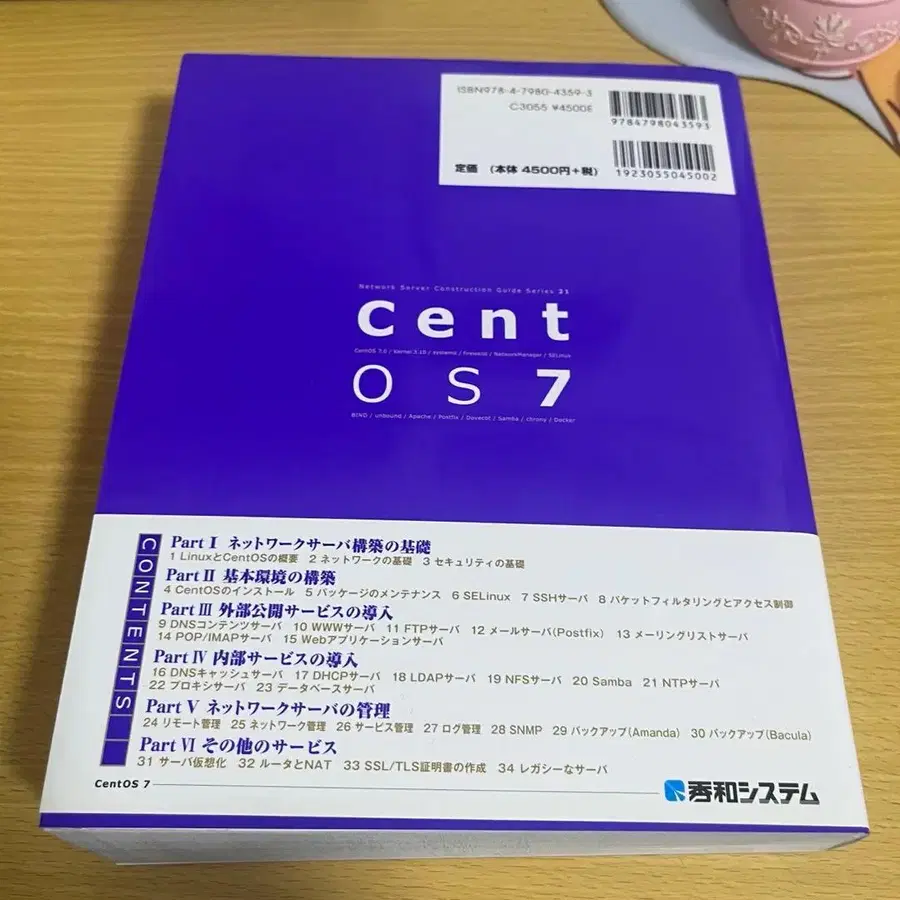 ISBN978-4-7980-4359-3
C3055 ¥4500E
9784798043593
定価 (本体 4500円+税)
1923055045002
Network Server Construction Guide Series 21
Cent
CentOS 7.0 / Kernel 3.10 / systemd / firewalld / NetworkManager / SELinux
OS 7
BIND / unbound / Apache / Postfix / Dovecot / Samba / chrony / Docker
CONTENTS
Part I ネットワークサーバ構築の基礎
1 LinuxとCentOSの概要 2 ネットワークの基礎 3 セキュリティの基礎
Part II 基本環境の構築
4 CentOSのインストール 5 パッケージのメンテナンス 6 SELinux 7 SSHサーバ 8 パケットフィルタリングとアクセス制御
Part III 外部公開サービスの導入
9 DNSコンテンツサーバ 10 WWWサーバ 11 FTPサーバ 12 メールサーバ(Postfix) 13 メーリングリストサーバ
14 POP/IMAPサーバ 15 Webアプリケーションサーバ
Part IV 内部サービスの導入
16 DNSキャッシュサーバ 17 DHCPサーバ 18 LDAPサーバ 19 NFSサーバ 20 Samba 21 NTPサーバ
22 プロキシサーバ 23 データベースサーバ
Part V ネットワークサーバの管理
24 リモート管理 25 ネットワーク管理 26 サービス管理 27 ログ管理 28 SNMP 29 バックアップ(Amanda) 30 バックアップ(Bacula)
Part VI その他のサービス
31 サーバ仮想化 32 ルータとNAT 33 SSL/TLS証明書の作成 34 レガシーなサーバ
CentOS 7
秀和システム